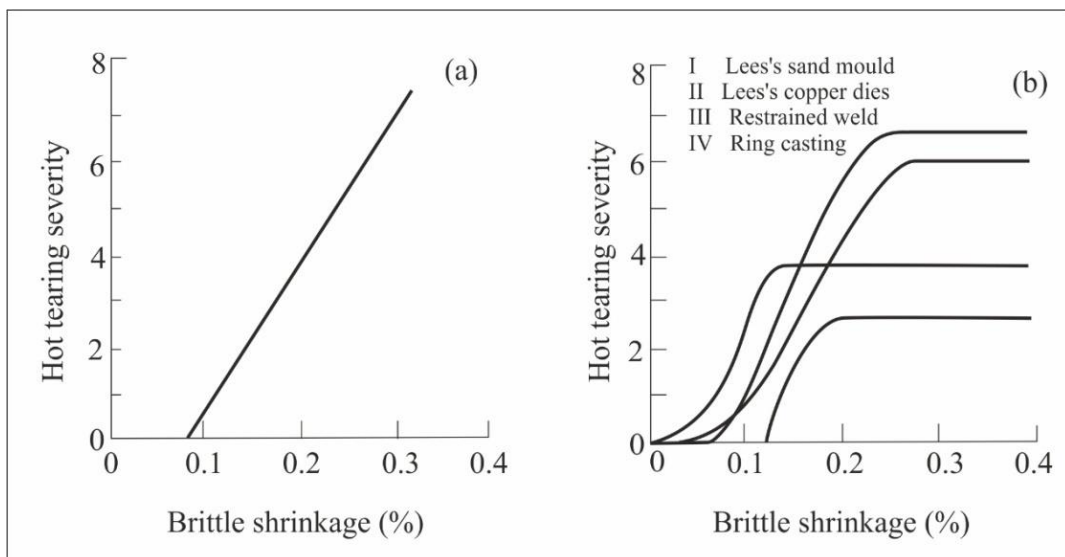 (a)
Hot tearing severity
8
6
4
2
0
0 0.1 0.2 0.3 0.4
Brittle shrinkage (%)
(b)
I Lees's sand mould
II Lees's copper dies
III Restrained weld
IV Ring casting
Hot tearing severity
8
6
4
2
0
0 0.1 0.2 0.3 0.4
Brittle shrinkage (%)